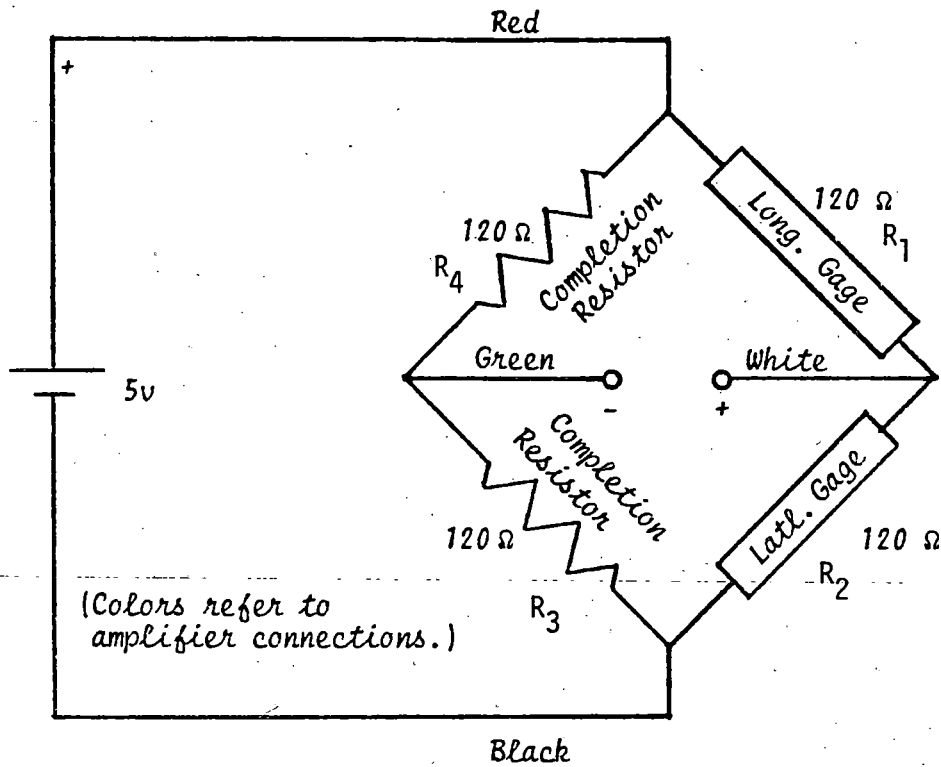 Red
+
120 Ω
R1
Long. Gage
120 Ω
R4
Completion
Resistor
Green
White
-
+
5v
Completion
Resistor
120 Ω
R3
Latl. Gage
120 Ω
R2
(Colors refer to
amplifier connections.)
Black